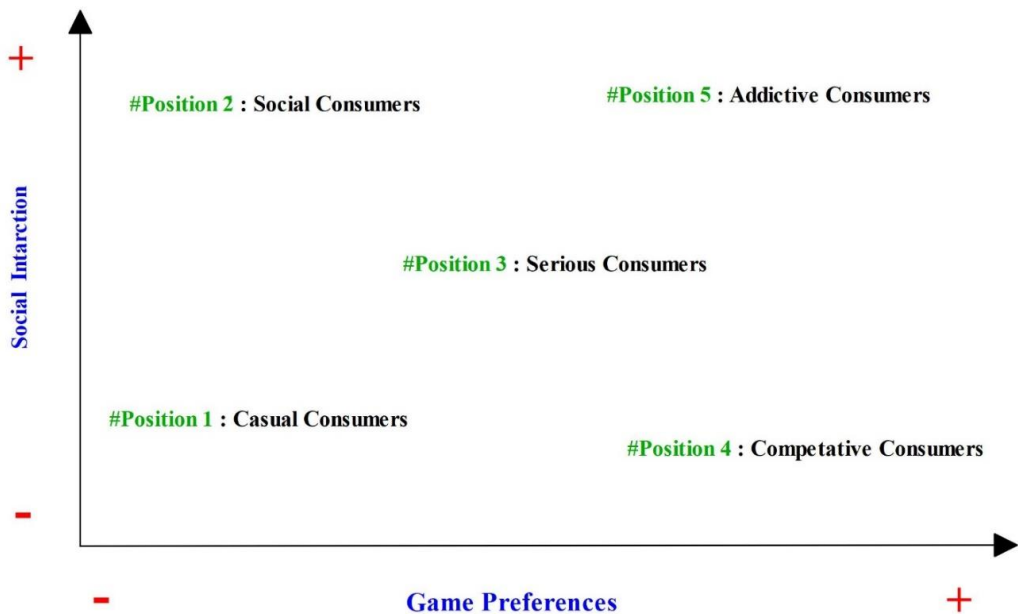 +
#Position 2 : Social Consumers
#Position 5 : Addictive Consumers
Social Intarction
#Position 3 : Serious Consumers
#Position 1 : Casual Consumers
#Position 4 : Competative Consumers
-
-
Game Preferences
+